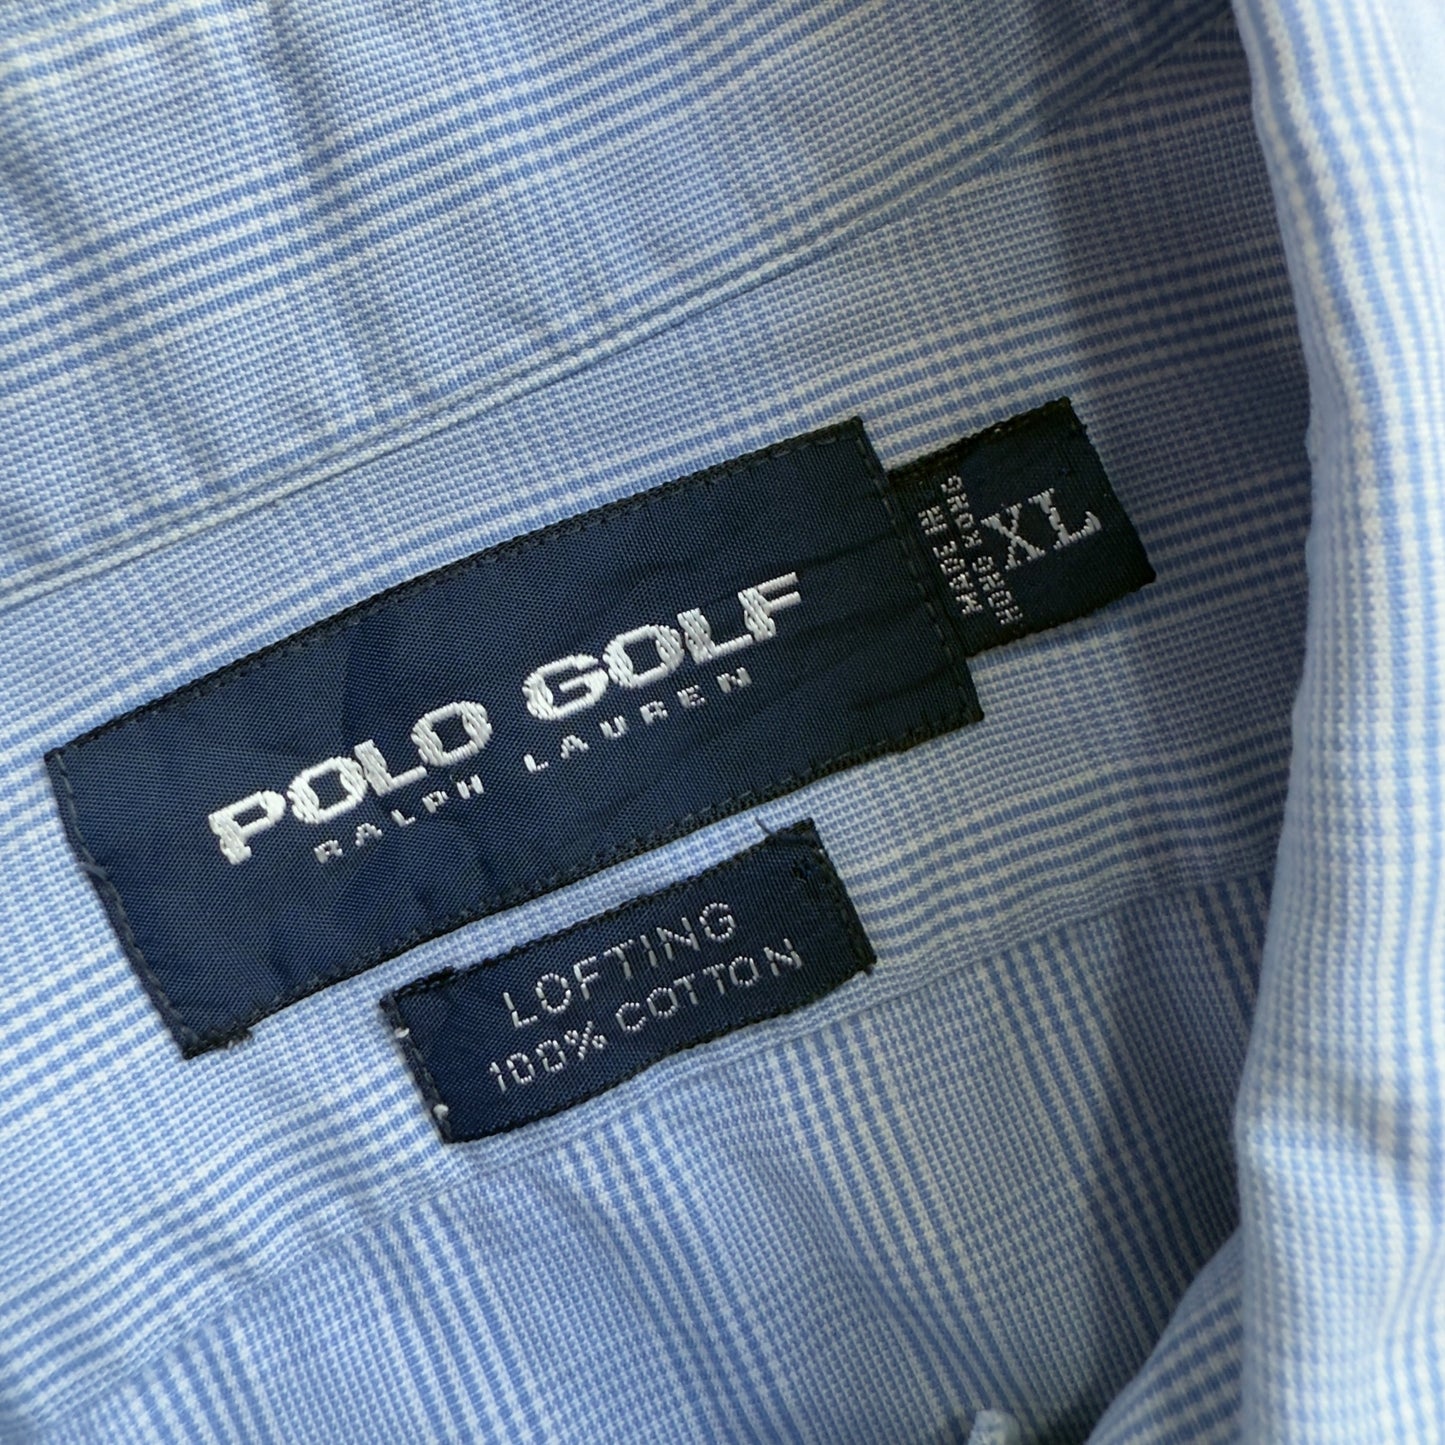 POLO GOLF
RALPH LAUREN
XL
MADE IN
HONG KONG
LOFTING
100% COTTON